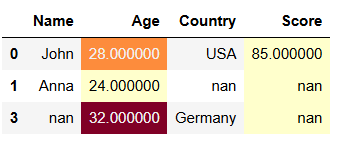 Name Age Country Score
0 John 28.000000 USA 85.000000
1 Anna 24.000000 nan nan
3 nan 32.000000 Germany nan